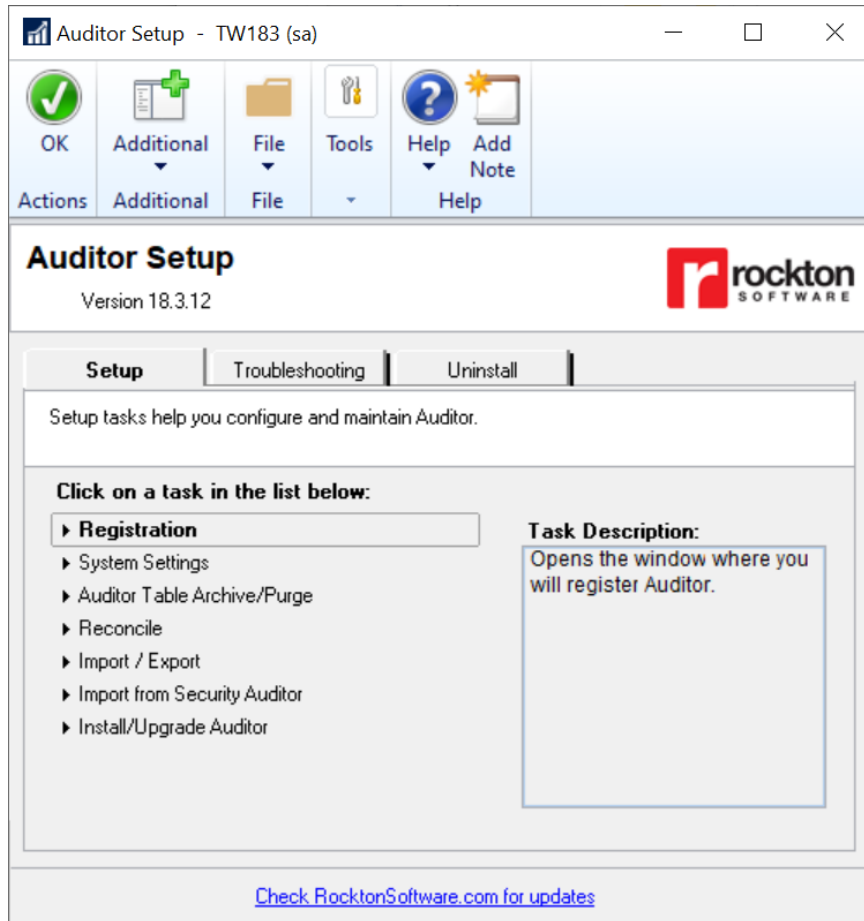 Auditor Setup - TW183 (sa)
OK
Additional
File
Tools
Help
Add
Note
Actions
Additional
File
Help
Auditor Setup
Version 18.3.12
rockton
SOFTWARE
Setup
Troubleshooting
Uninstall
Setup tasks help you configure and maintain Auditor.
Click on a task in the list below:
Registration
System Settings
Auditor Table Archive/Purge
Reconcile
Import / Export
Import from Security Auditor
Install/Upgrade Auditor
Task Description:
Opens the window where you
will register Auditor.
Check RocktonSoftware.com for updates